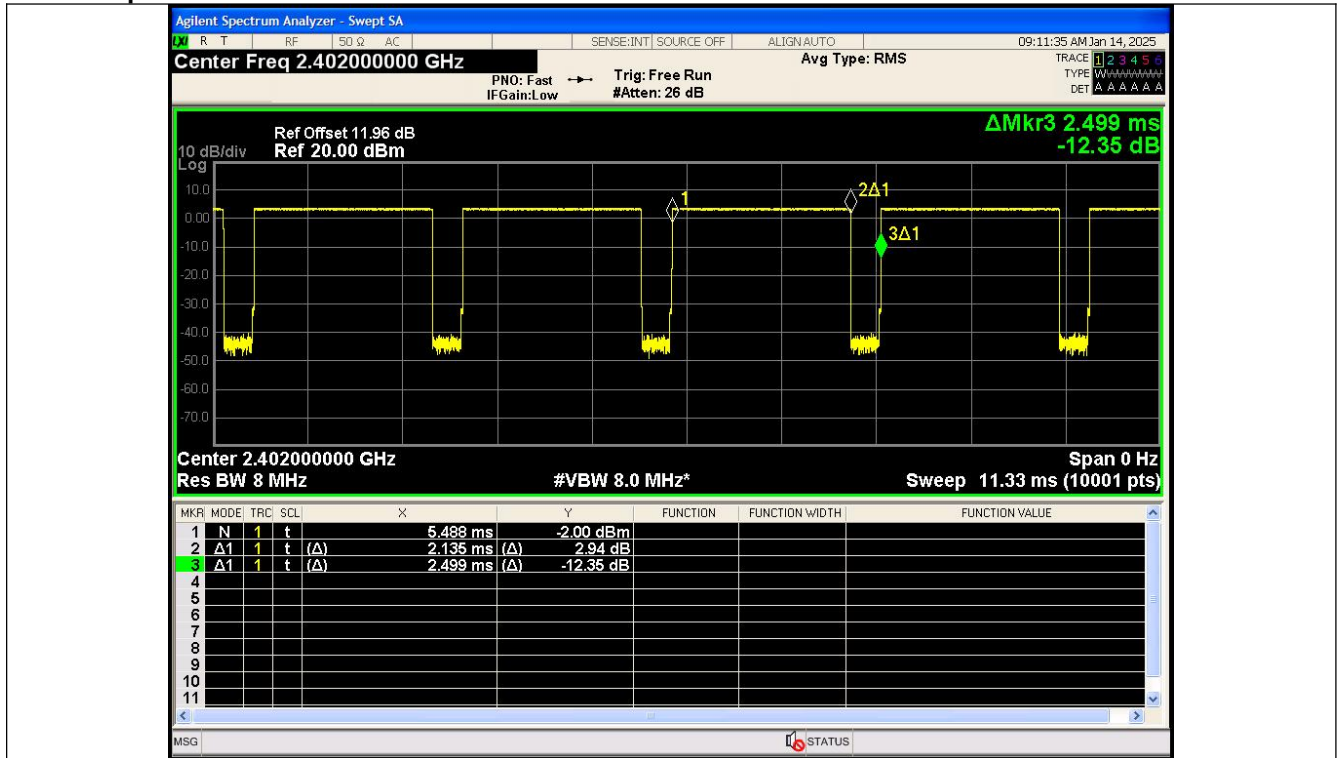 Agilent Spectrum Analyzer - Swept SA
LXI R T RF 50 Ω AC SENSE:INT SOURCE OFF ALIGN AUTO 09:11:35 AM Jan 14, 2025
Center Freq 2.402000000 GHz
Avg Type: RMS
TRACE 1 2 3 4 5 6
PNO: Fast Trig: Free Run
TYPE WWWWWW
IFGain:Low #Atten: 26 dB
DET A A A A A A
ΔMkr3 2.499 ms
Ref Offset 11.96 dB
10 dB/div Ref 20.00 dBm -12.35 dB
Log
10.0
0.00
-10.0
-20.0
-30.0
-40.0
-50.0
-60.0
-70.0
1
2Δ1
3Δ1
Center 2.402000000 GHz Span 0 Hz
Res BW 8 MHz #VBW 8.0 MHz* Sweep 11.33 ms (10001 pts)
MKR MODE TRC SCL X Y FUNCTION FUNCTION WIDTH FUNCTION VALUE
1 N 1 t 5.488 ms -2.00 dBm
2 Δ1 1 t (Δ) 2.135 ms (Δ) 2.94 dB
3 Δ1 1 t (Δ) 2.499 ms (Δ) -12.35 dB
4
5
6
7
8
9
10
11
MSG STATUS